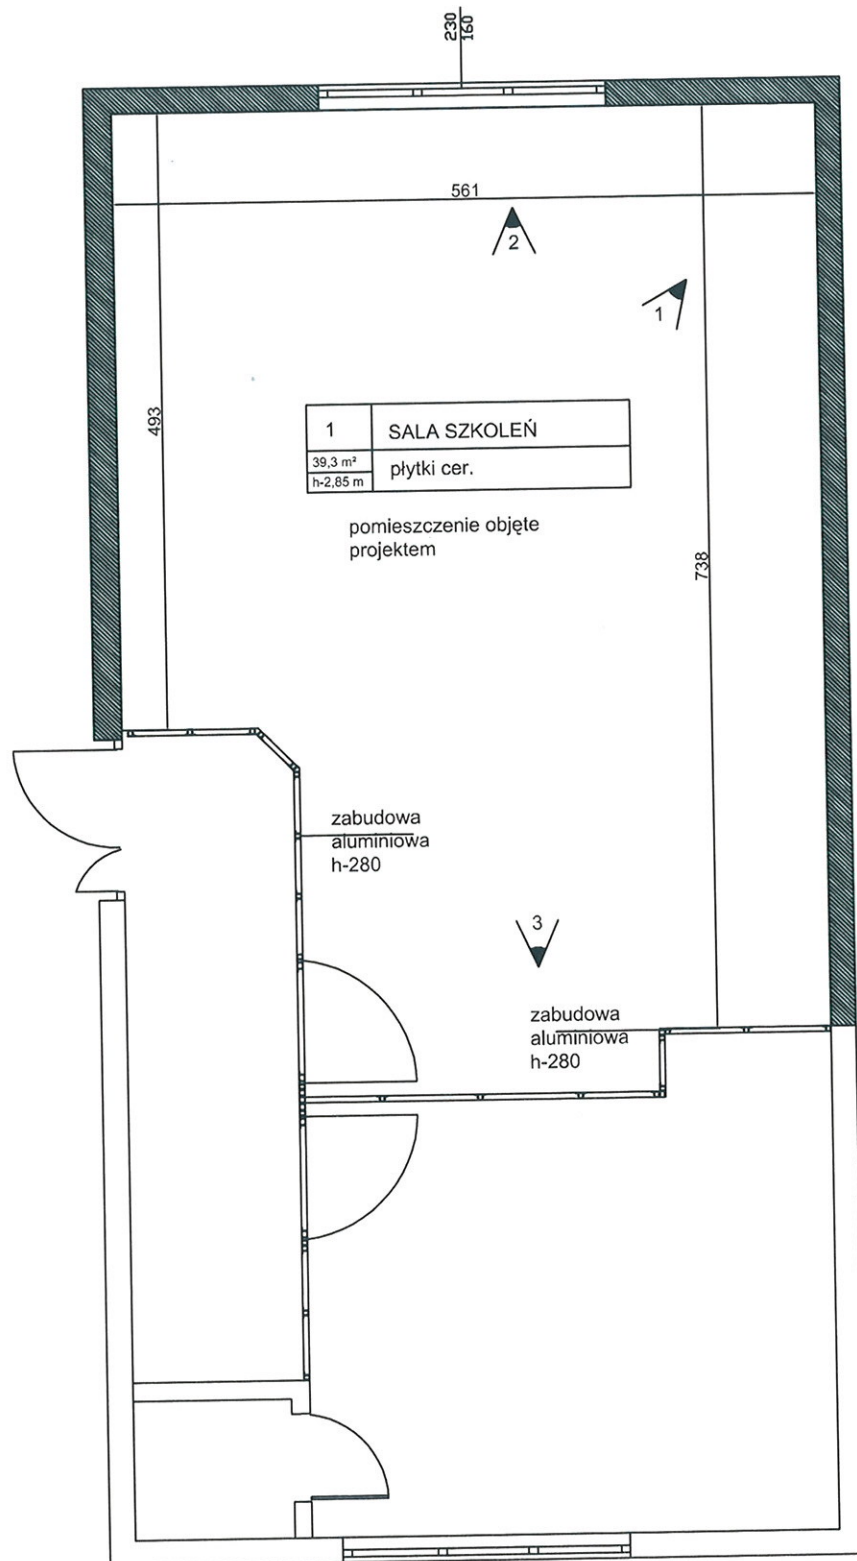 230
160
561
2
1
493
1 SALA SZKOLEŃ
39,3 m² płytki cer.
h-2,85 m
pomieszczenie objęte
projektem
738
zabudowa
aluminiowa
h-280
3
zabudowa
aluminiowa
h-280